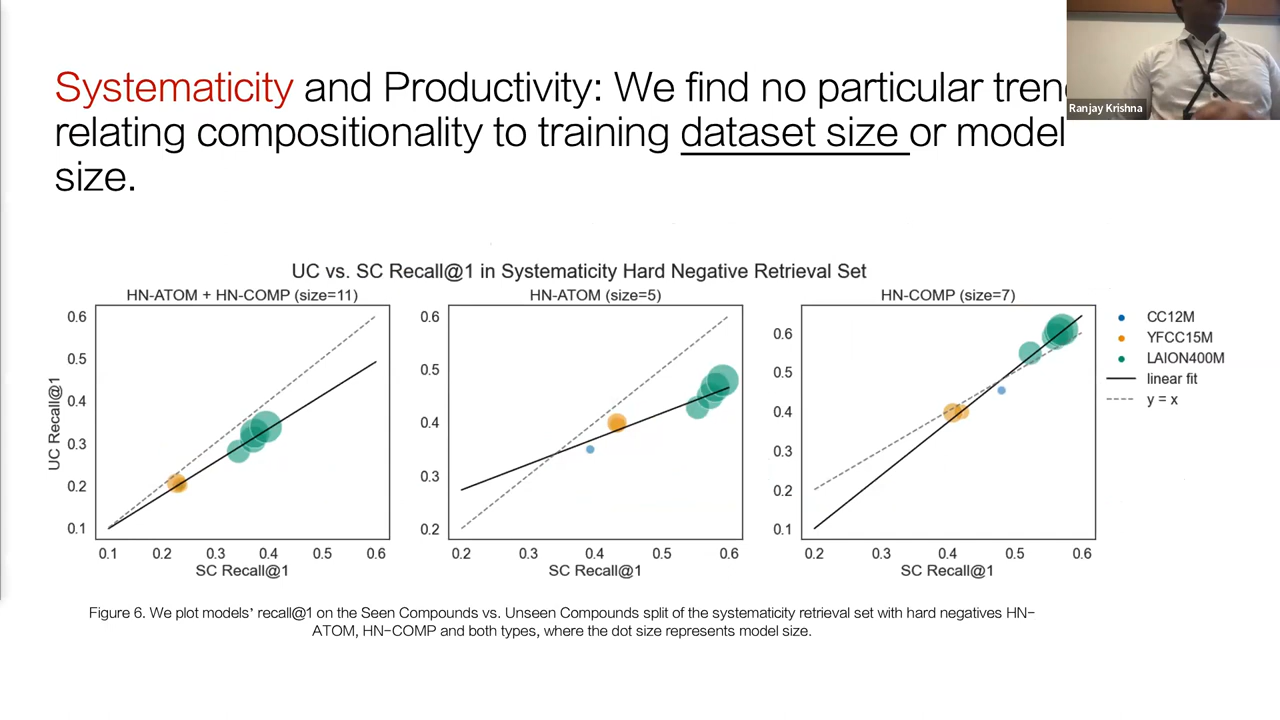 Systematicity and Productivity: We find no particular tren
relating compositionality to training dataset size or model
size.
Ranjay Krishna
UC vs. SC Recall@1 in Systematicity Hard Negative Retrieval Set
HN-ATOM + HN-COMP (size=11)
HN-ATOM (size=5)
HN-COMP (size=7)
UC Recall@1
0.6
0.5
0.4
0.3
0.2
0.1
0.1 0.2 0.3 0.4 0.5 0.6
SC Recall@1
0.6
0.5
0.4
0.3
0.2
0.2 0.3 0.4 0.5 0.6
SC Recall@1
0.6
0.5
0.4
0.3
0.2
0.1
0.2 0.3 0.4 0.5 0.6
SC Recall@1
CC12M
YFCC15M
LAION400M
linear fit
y = x
Figure 6. We plot models' recall@1 on the Seen Compounds vs. Unseen Compounds split of the systematicity retrieval set with hard negatives HN-
ATOM, HN-COMP and both types, where the dot size represents model size.